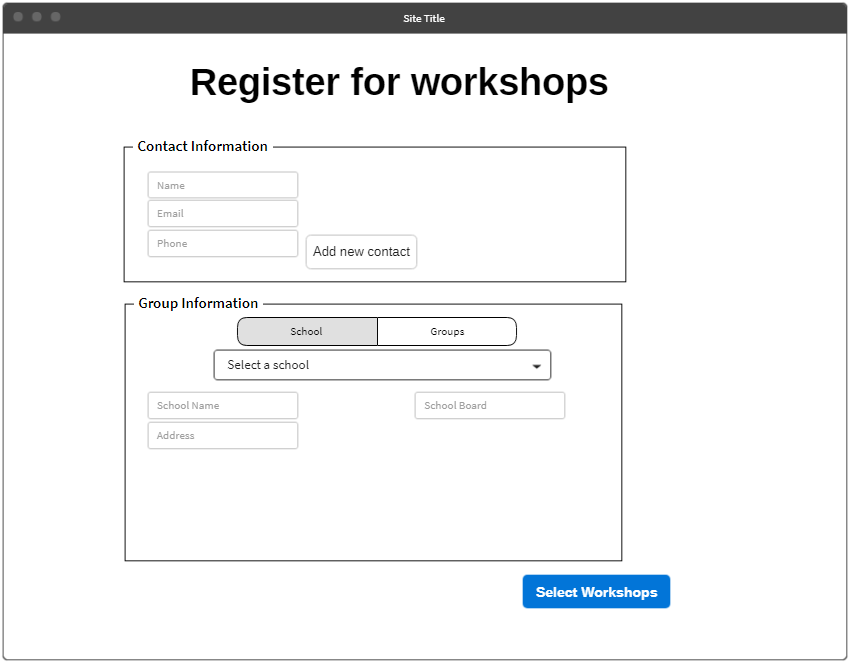 Site Title
Register for workshops
Contact Information
Name
Email
Phone
Add new contact
Group Information
School
Groups
Select a school
School Name
School Board
Address
Select Workshops